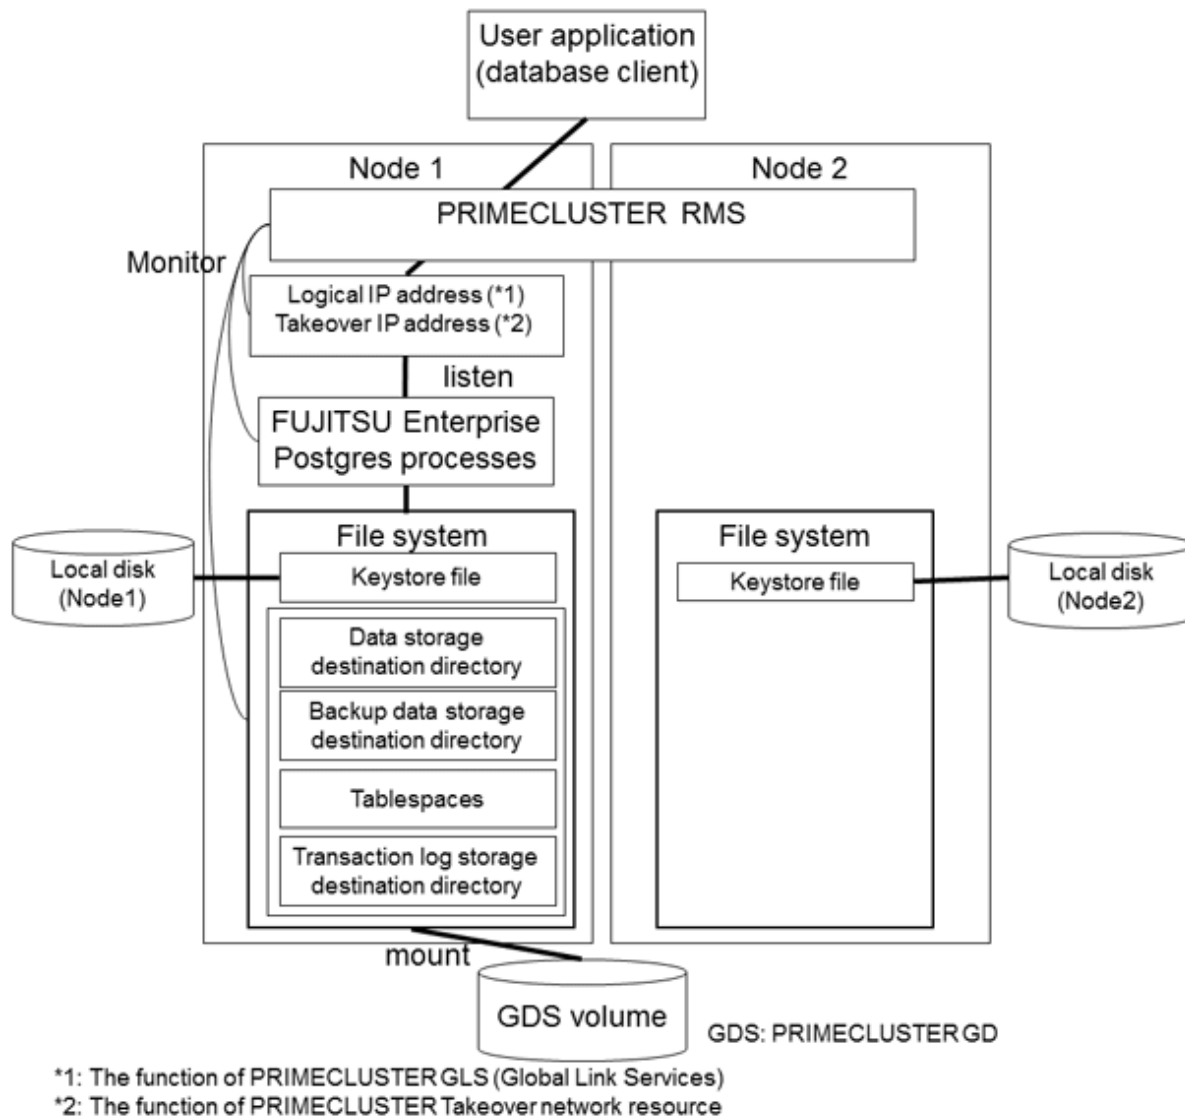 User application
(database client)
Node 1
Node 2
PRIMECLUSTER RMS
Monitor
Logical IP address (*1)
Takeover IP address (*2)
listen
FUJITSU Enterprise
Postgres processes
File system
File system
Local disk
(Node1)
Keystore file
Keystore file
Local disk
(Node2)
Data storage
destination directory
Backup data storage
destination directory
Tablespaces
Transaction log storage
destination directory
mount
GDS volume
GDS: PRIMECLUSTER GD
*1: The function of PRIMECLUSTER GLS (Global Link Services)
*2: The function of PRIMECLUSTER Takeover network resource